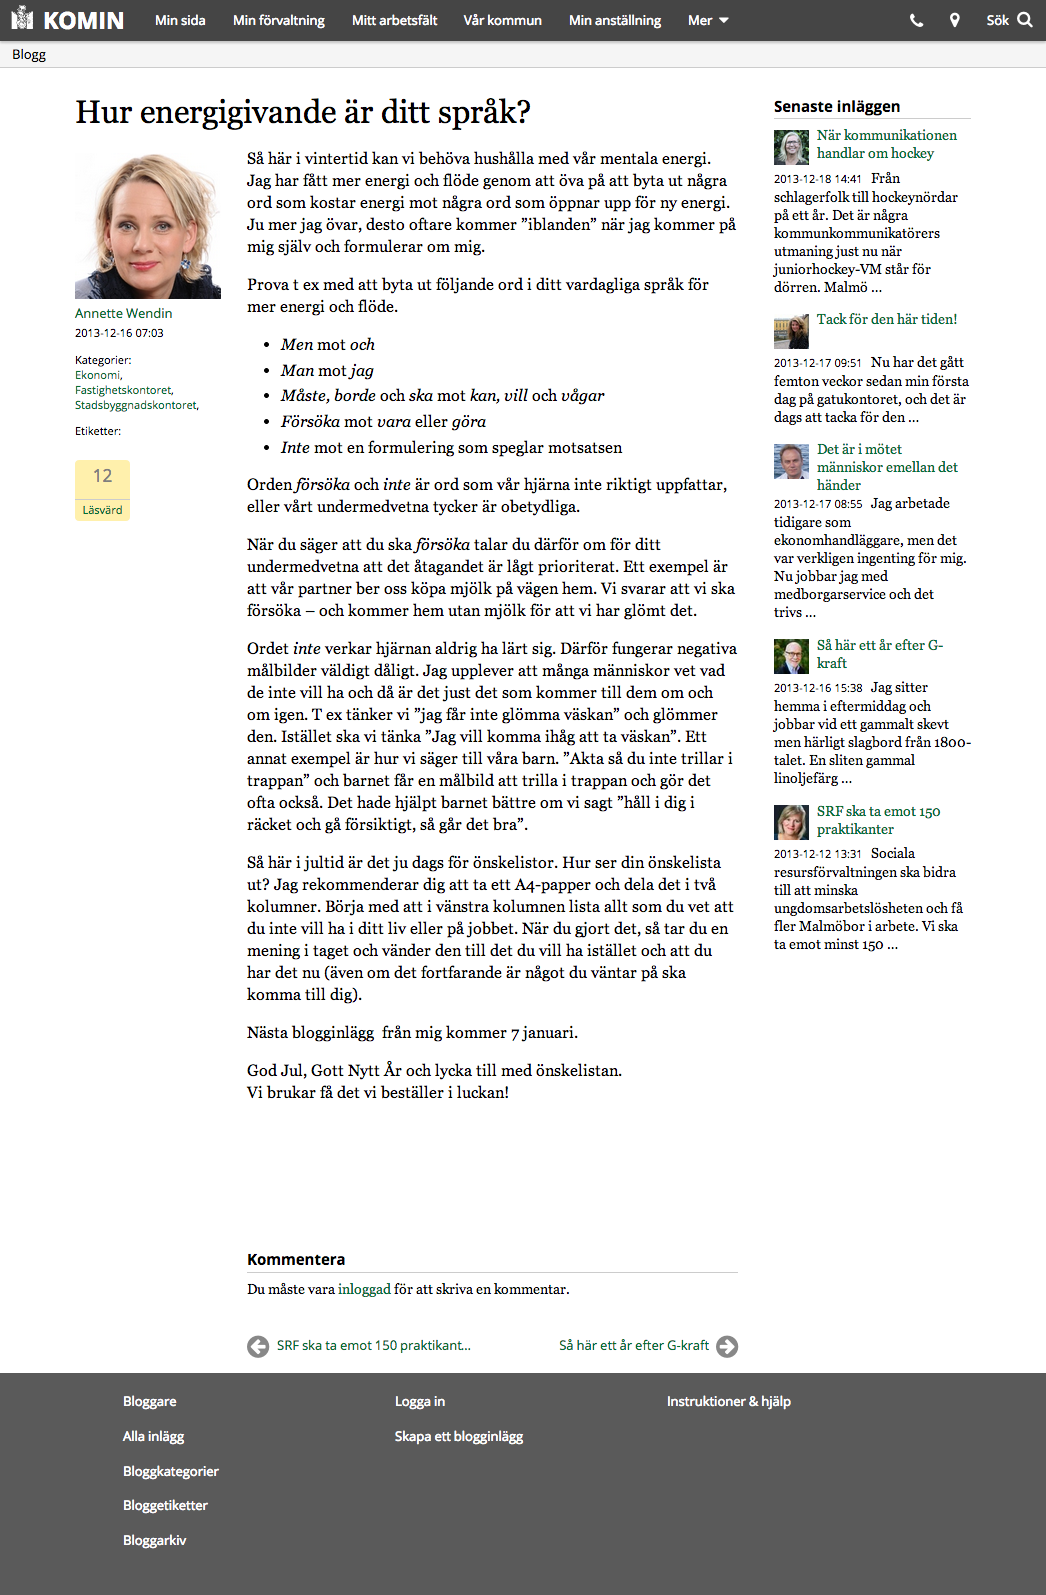 KOMIN
Min sida
Min förvaltning
Mitt arbetsfält
Vår kommun
Min anställning
Mer
Sök
Blogg
Hur energigivande är ditt språk?
Annette Wendin
2013-12-16 07:03
Kategorier:
Ekonomi,
Fastighetskontoret,
Stadsbyggnadskontoret,
Etiketter:
12
Läsvärd
Så här i vintertid kan vi behöva hushålla med vår mentala energi.
Jag har fått mer energi och flöde genom att öva på att byta ut några
ord som kostar energi mot några ord som öppnar upp för ny energi.
Ju mer jag övar, desto oftare kommer ”iblanden” när jag kommer på
mig själv och formulerar om mig.
Prova t ex med att byta ut följande ord i ditt vardagliga språk för
mer energi och flöde.
• Men mot och
• Man mot jag
• Måste, borde och ska mot kan, vill och vågar
• Försöka mot vara eller göra
• Inte mot en formulering som speglar motsatsen
Orden försöka och inte är ord som vår hjärna inte riktigt uppfattar,
eller vårt undermedvetna tycker är obetydliga.
När du säger att du ska försöka talar du därför om för ditt
undermedvetna att det åtagandet är lågt prioriterat. Ett exempel är
att vår partner ber oss köpa mjölk på vägen hem. Vi svarar att vi ska
försöka – och kommer hem utan mjölk för att vi har glömt det.
Ordet inte verkar hjärnan aldrig ha lärt sig. Därför fungerar negativa
målbilder väldigt dåligt. Jag upplever att många människor vet vad
de inte vill ha och då är det just det som kommer till dem om och
om igen. T ex tänker vi ”jag får inte glömma väskan” och glömmer
den. Istället ska vi tänka ”Jag vill komma ihåg att ta väskan”. Ett
annat exempel är hur vi säger till våra barn. ”Akta så du inte trillar i
trappan” och barnet får en målbild att trilla i trappan och gör det
ofta också. Det hade hjälpt barnet bättre om vi sagt ”håll i dig i
räcket och gå försiktigt, så går det bra”.
Så här i jultid är det ju dags för önskelistor. Hur ser din önskelista
ut? Jag rekommenderar dig att ta ett A4-papper och dela det i två
kolumner. Börja med att i vänstra kolumnen lista allt som du vet att
du inte vill ha i ditt liv eller på jobbet. När du gjort det, så tar du en
mening i taget och vänder den till det du vill ha istället och att du
har det nu (även om det fortfarande är något du väntar på ska
komma till dig).
Nästa blogginlägg  från mig kommer 7 januari.
God Jul, Gott Nytt År och lycka till med önskelistan.
Vi brukar få det vi beställer i luckan!
Kommentera
Du måste vara inloggad för att skriva en kommentar.
SRF ska ta emot 150 praktikant...
Så här ett år efter G-kraft
Senaste inläggen
När kommunikationen
handlar om hockey
2013-12-18 14:41 Från
schlagerfolk till hockeynördar
på ett år. Det är några
kommunkommunikatörers
utmaning just nu när
juniorhockey-VM står för
dörren. Malmö ...
Tack för den här tiden!
2013-12-17 09:51 Nu har det gått
femton veckor sedan min första
dag på gatukontoret, och det är
dags att tacka för den ...
Det är i mötet
människor emellan det
händer
2013-12-17 08:55 Jag arbetade
tidigare som
ekonomhandläggare, men det
var verkligen ingenting för mig.
Nu jobbar jag med
medborgarservice och det
trivs ...
Så här ett år efter G-
kraft
2013-12-16 15:38 Jag sitter
hemma i eftermiddag och
jobbar vid ett gammalt skevt
men härligt slagbord från 1800-
talet. En sliten gammal
linoljefärg ...
SRF ska ta emot 150
praktikanter
2013-12-12 13:31 Sociala
resursförvaltningen ska bidra
till att minska
ungdomsarbetslösheten och få
fler Malmöbor i arbete. Vi ska
ta emot minst 150 ...
Bloggare
Alla inlägg
Bloggkategorier
Bloggetiketter
Bloggarkiv
Logga in
Skapa ett blogginlägg
Instruktioner & hjälp